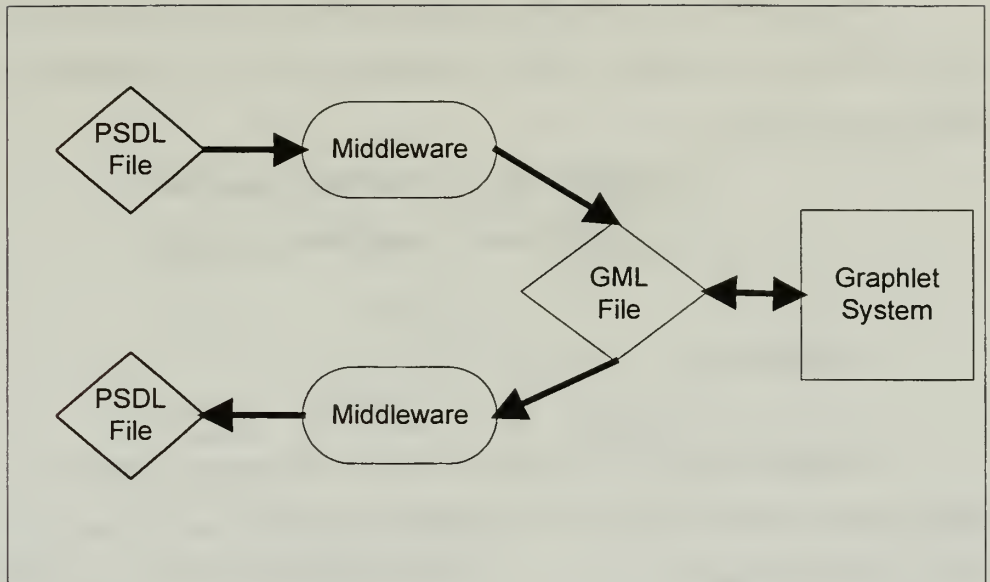 PSDL
File
Middleware
GML
File
Graphlet
System
PSDL
File
Middleware